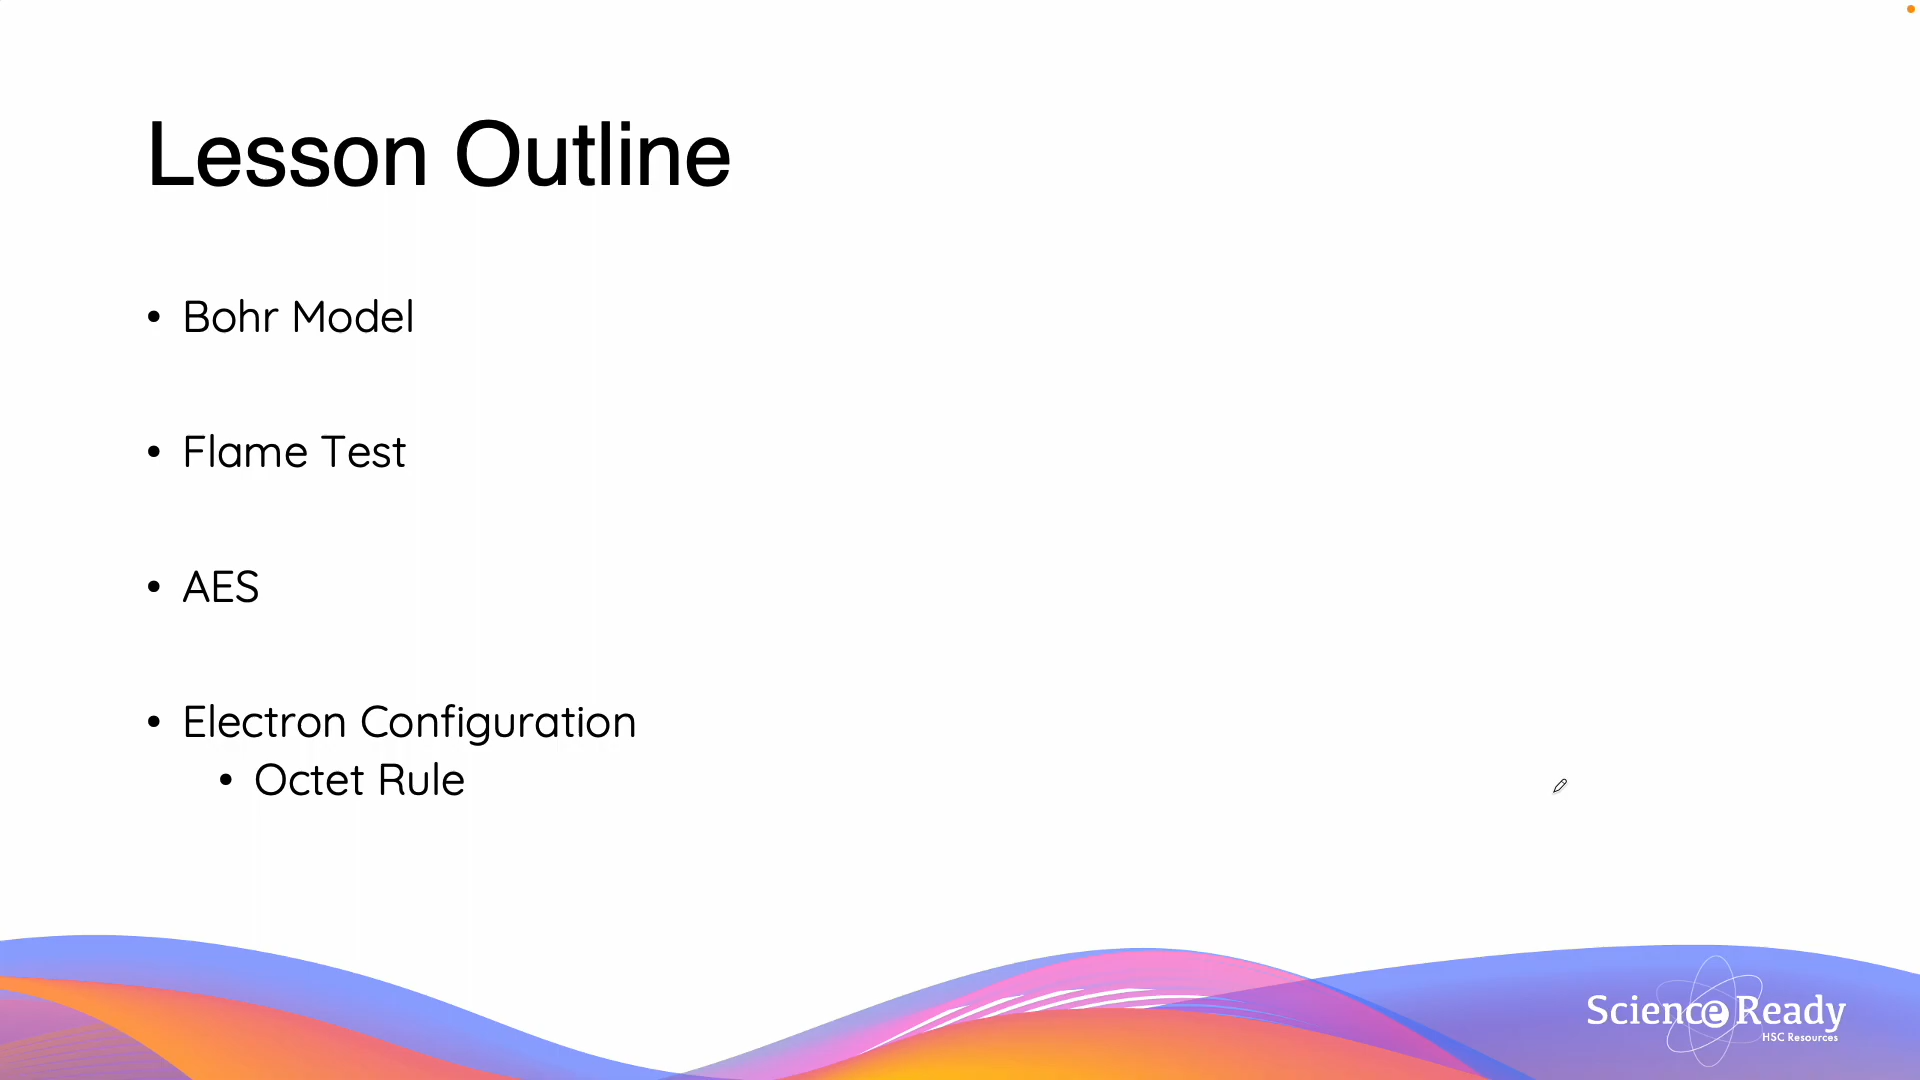 Lesson Outline
• Bohr Model
• Flame Test
• AES
• Electron Configuration
• Octet Rule
Science Ready
HSC Resources